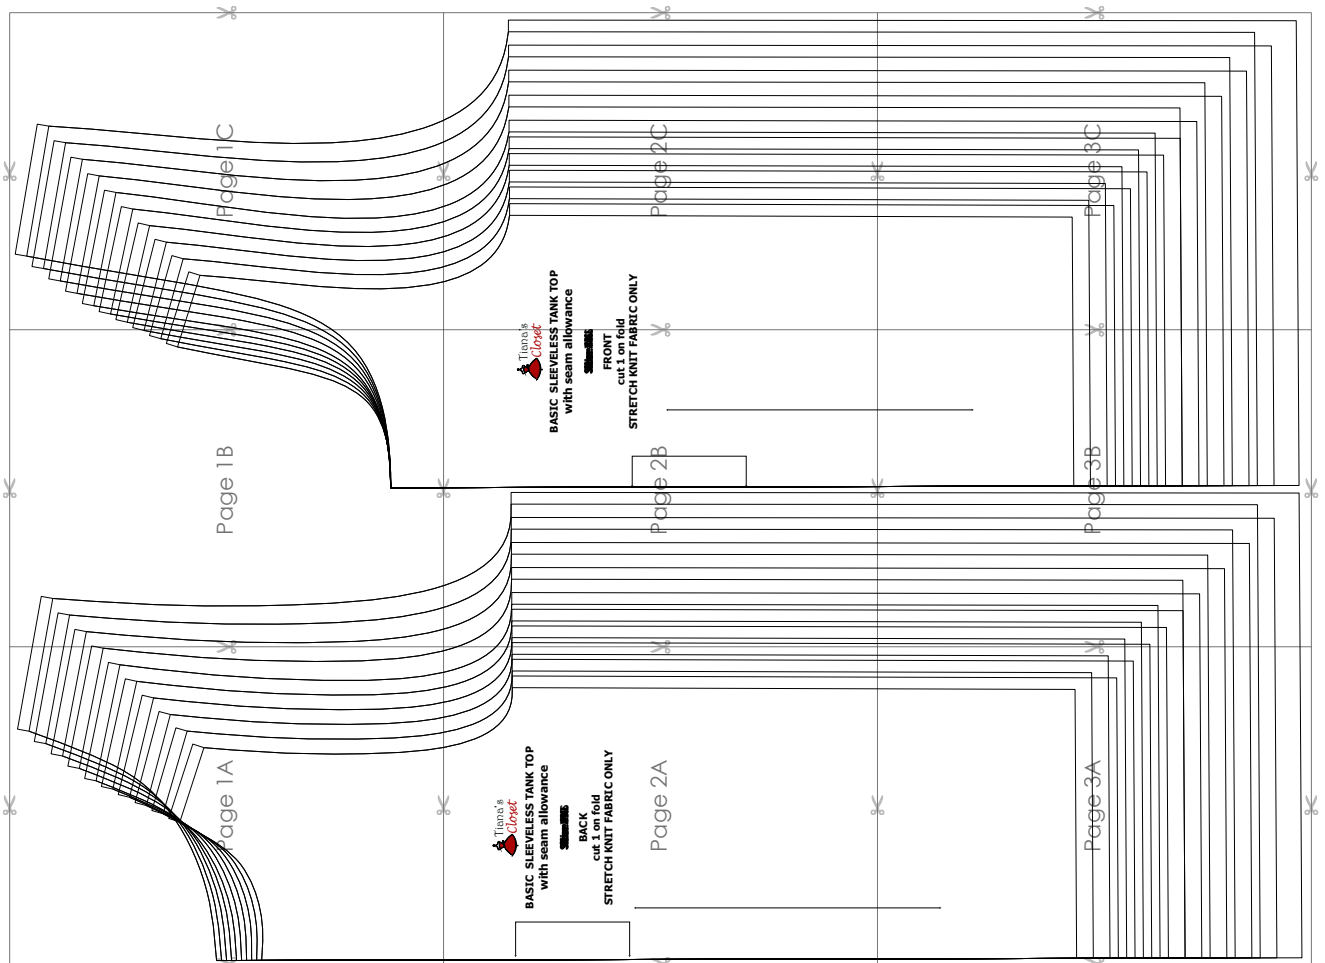 Page 1C
Page 2C
Page 3C
Tiana's
Closet
BASIC SLEEVELESS TANK TOP
with seam allowance
FRONT
cut 1 on fold
STRETCH KNIT FABRIC ONLY
Page 1B
Page 2B
Page 3B
Tiana's
Closet
BASIC SLEEVELESS TANK TOP
with seam allowance
BACK
cut 1 on fold
STRETCH KNIT FABRIC ONLY
Page 1A
Page 2A
Page 3A